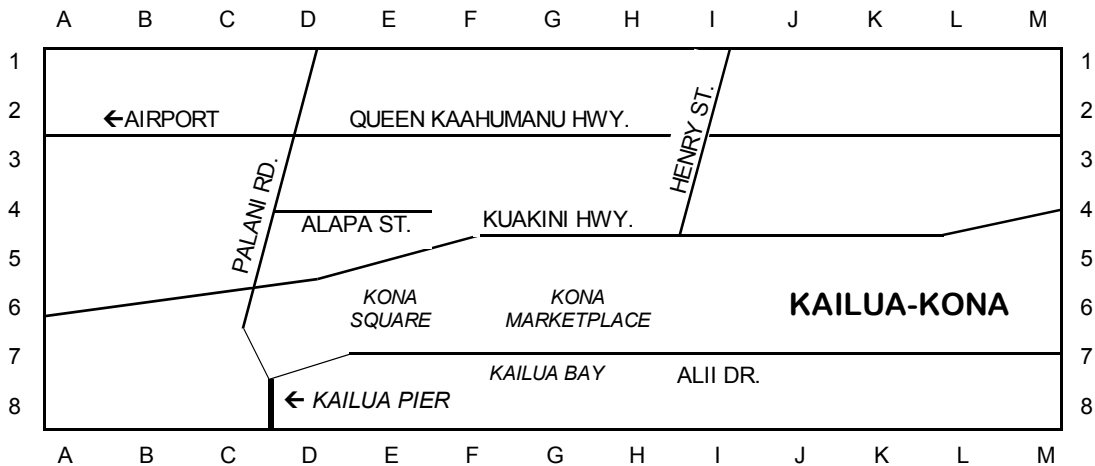 A B C D E F G H I J K L M
1 1
2 ←AIRPORT QUEEN KAAHUMANU HWY. HENRY ST. 2
3 3
PALANI RD.
4 ALAPA ST. KUAKINI HWY. 4
5 5
6 KONA SQUARE KONA MARKETPLACE KAILUA-KONA 6
7 7
KAILUA BAY ALII DR.
8 ← KAILUA PIER 8
A B C D E F G H I J K L M